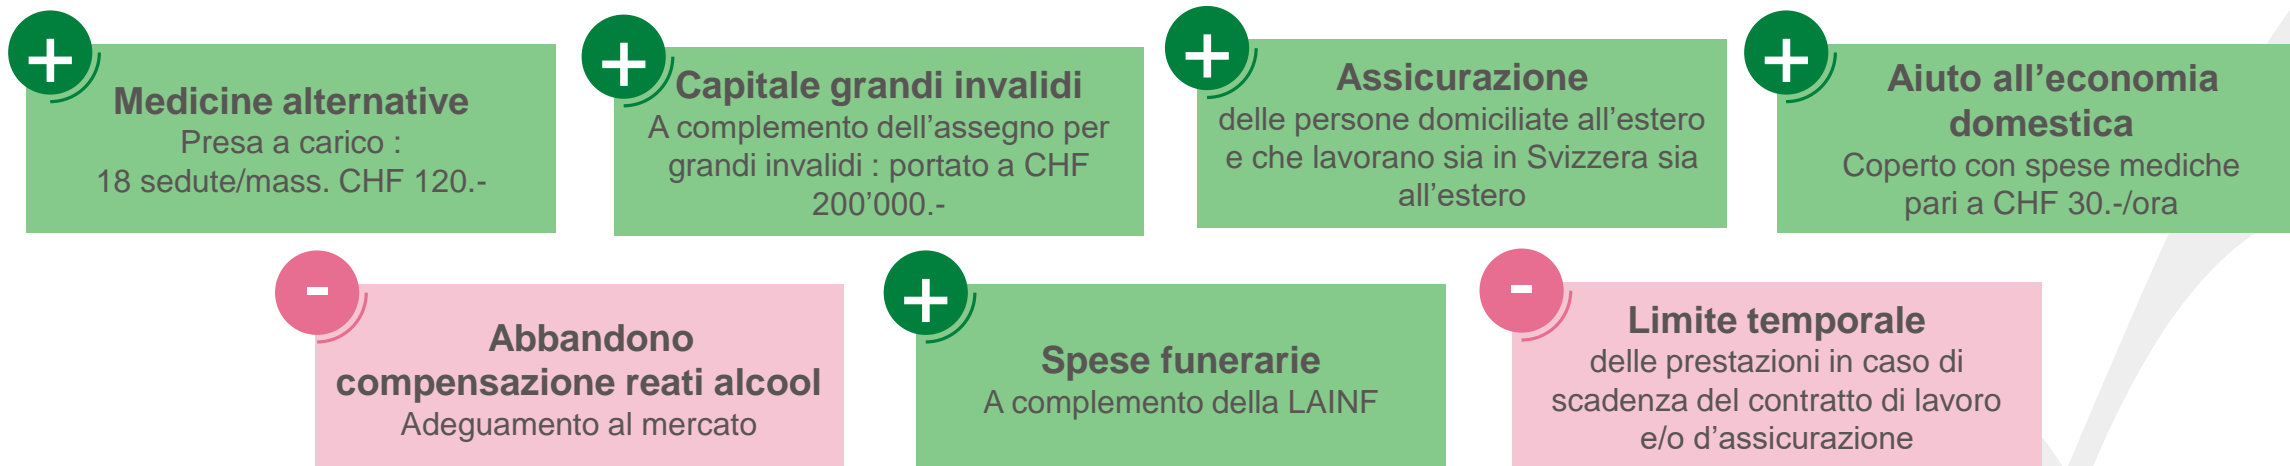 +
Medicine alternative
Presa a carico :
18 sedute/mass. CHF 120.-
+
Capitale grandi invalidi
A complemento dell’assegno per
grandi invalidi : portato a CHF
200’000.-
+
Assicurazione
delle persone domiciliate all’estero
e che lavorano sia in Svizzera sia
all’estero
+
Aiuto all’economia
domestica
Coperto con spese mediche
pari a CHF 30.-/ora
-
Abbandono
compensazione reati alcool
Adeguamento al mercato
+
Spese funerarie
A complemento della LAINF
-
Limite temporale
delle prestazioni in caso di
scadenza del contratto di lavoro
e/o d’assicurazione